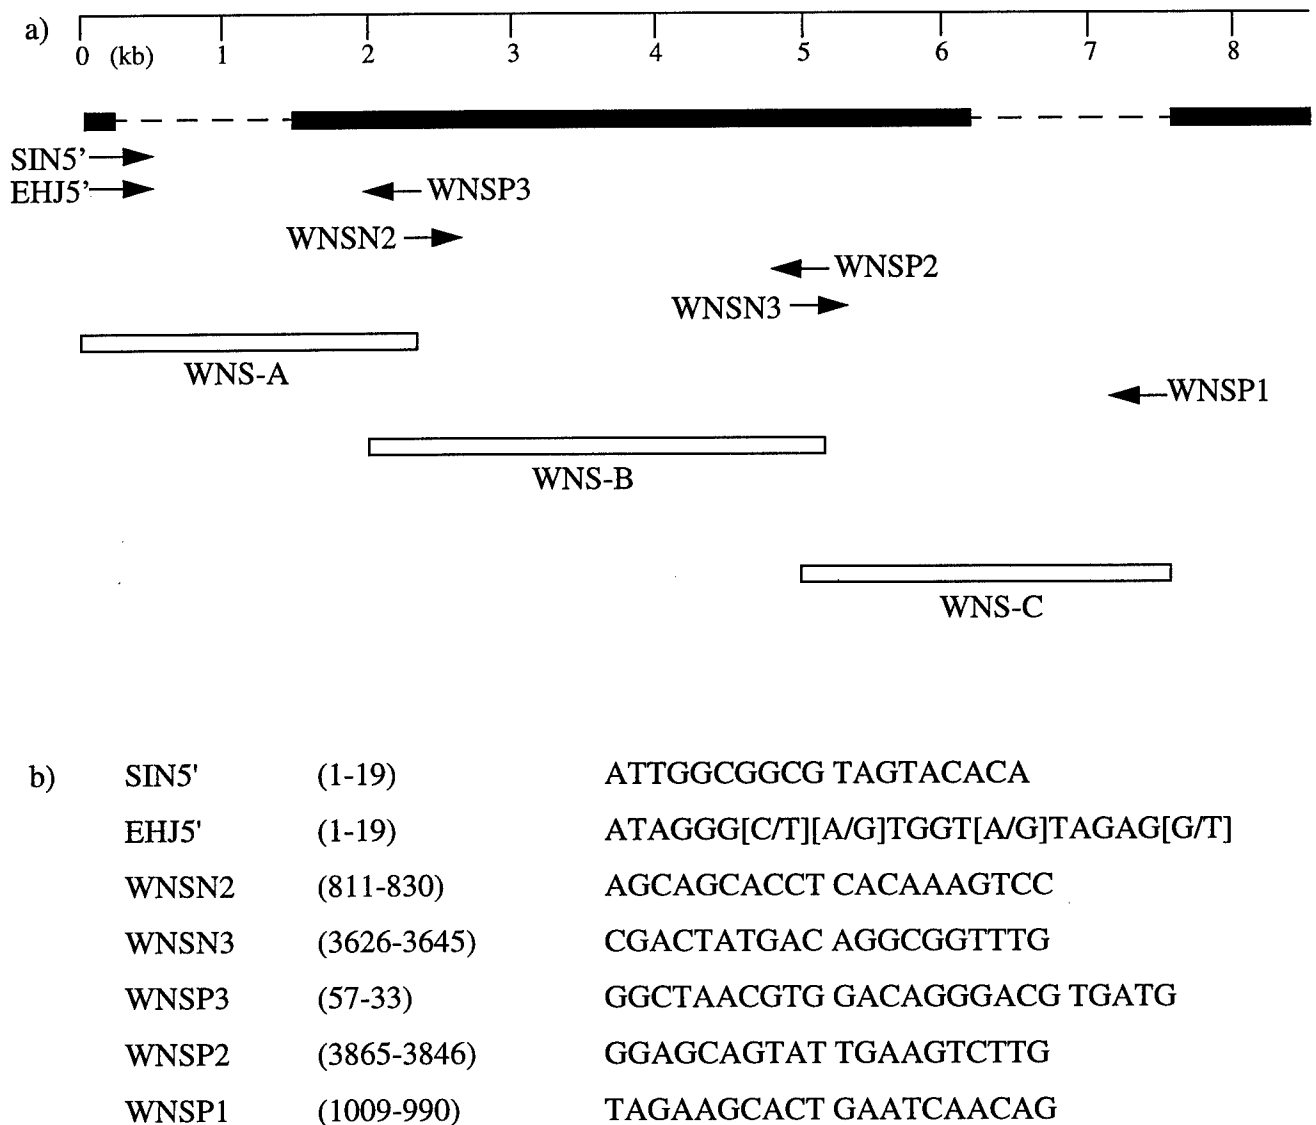 a)
0 (kb) 1 2 3 4 5 6 7 8
SIN5’
EHJ5’ WNSP3
WNSN2
WNSP2
WNSN3
WNS-A
WNSP1
WNS-B
WNS-C
b) SIN5' (1-19) ATTGGCGGCG TAGTACACA
EHJ5' (1-19) ATAGGG[C/T][A/G]TGGT[A/G]TAGAG[G/T]
WNSN2 (811-830) AGCAGCACCT CACAAAGTCC
WNSN3 (3626-3645) CGACTATGAC AGGCGGTTTG
WNSP3 (57-33) GGCTAACGTG GACAGGGACG TGATG
WNSP2 (3865-3846) GGAGCAGTAT TGAAGTCTTG
WNSP1 (1009-990) TAGAAGCACT GAATCAACAG